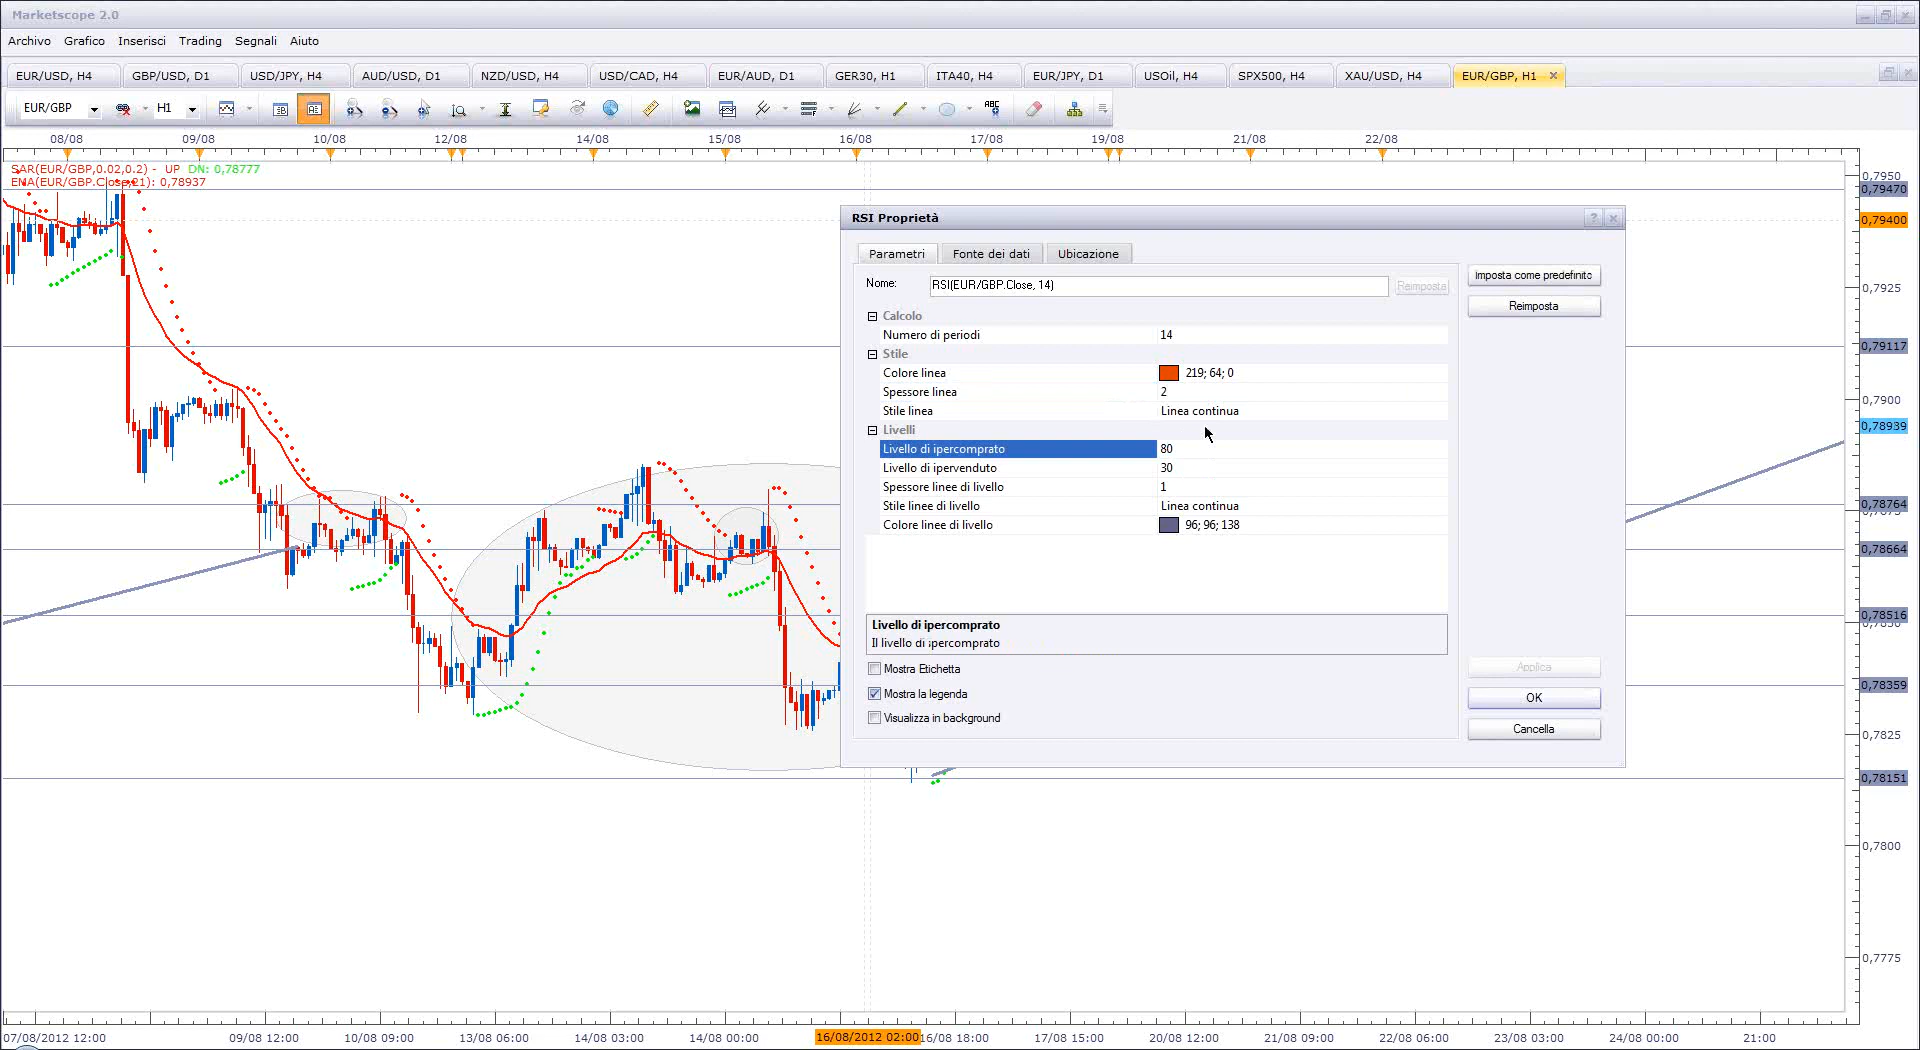 Marketscope 2.0
Archivo Grafico Inserisci Trading Segnali Aiuto
EUR/USD, H4 GBP/USD, D1 USD/JPY, H4 AUD/USD, D1 NZD/USD, H4 USD/CAD, H4 EUR/AUD, D1 GER30, H1 ITA40, H4 EUR/JPY, D1 USOil, H4 SPX500, H4 XAU/USD, H4 EUR/GBP, H1
EUR/GBP H1 ABC
08/08 09/08 10/08 12/08 14/08 15/08 16/08 17/08 19/08 21/08 22/08
SAR(EUR/GBP,0.02,0.2) - UP DN: 0,78777
EMA(EUR/GBP.Close,21): 0,78937
0,7950
0,79470
0,79400
0,7925
0,79117
0,7900
0,78939
0,78764
0,78664
0,78516
0,7850
0,78359
0,7825
0,78151
0,7800
0,7775
RSI Proprietà
Parametri Fonte dei dati Ubicazione
Nome: RSI(EUR/GBP.Close, 14) Reimposta
Imposta come predefinito
Reimposta
Calcolo
Numero di periodi 14
Stile
Colore linea 219; 64; 0
Spessore linea 2
Stile linea Linea continua
Livelli
Livello di ipercomprato 80
Livello di ipervenduto 30
Spessore linee di livello 1
Stile linee di livello Linea continua
Colore linee di livello 96; 96; 138
Livello di ipercomprato
Il livello di ipercomprato
Mostra Etichetta
Mostra la legenda
Visualizza in background
Applica
OK
Cancella
07/08/2012 12:00 09/08 12:00 10/08 09:00 13/08 06:00 14/08 03:00 14/08 00:00 16/08/2012 02:00 16/08 18:00 17/08 15:00 20/08 12:00 21/08 09:00 22/08 06:00 23/08 03:00 24/08 00:00 21:00